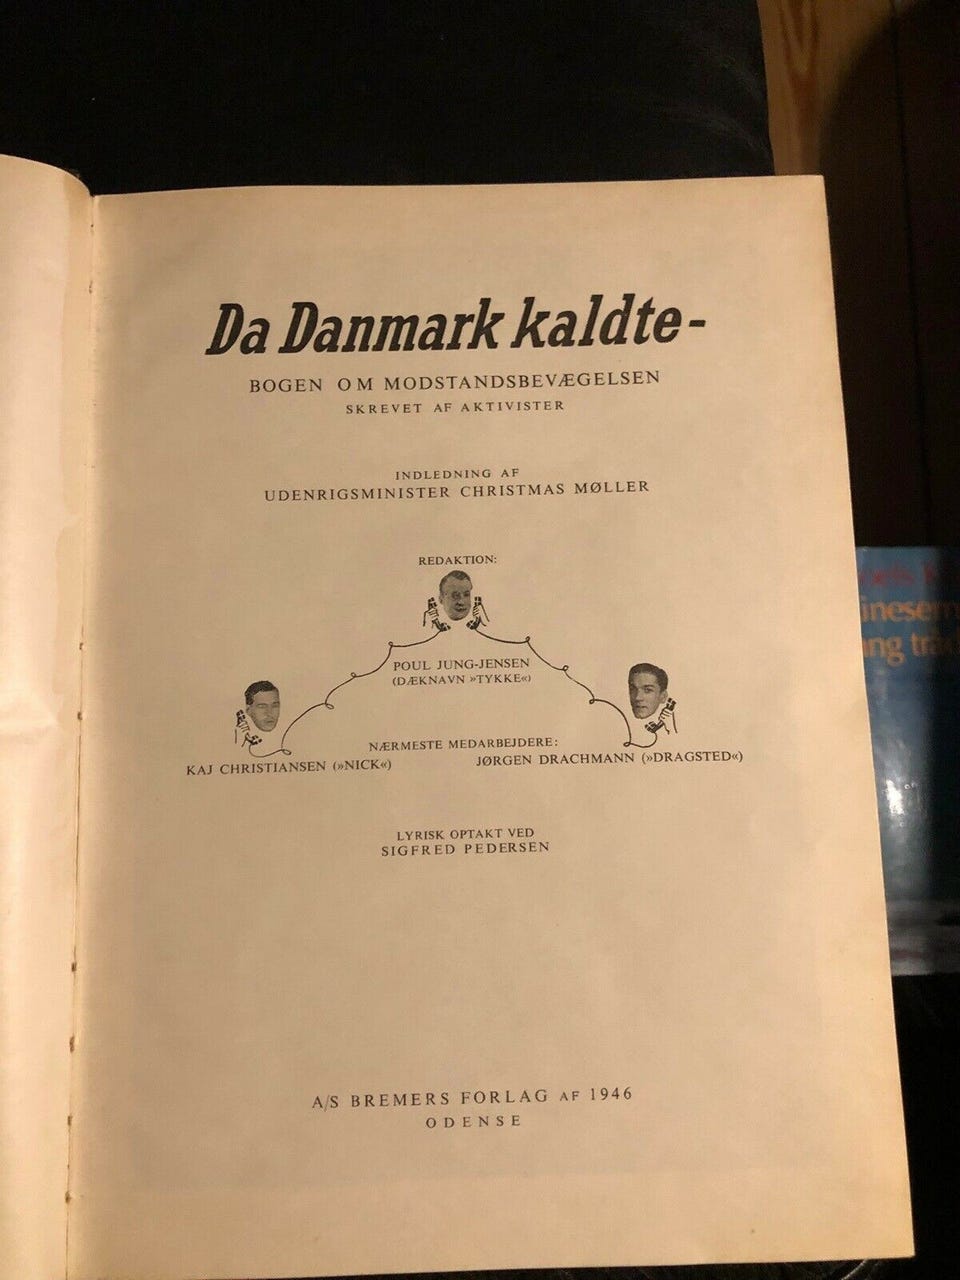 Da Danmark kaldte-
BOGEN OM MODSTANDSBEVÆGELSEN
SKREVET AF AKTIVISTER
INDLEDNING AF
UDENRIGSMINISTER CHRISTMAS MØLLER
REDAKTION:
POUL JUNG-JENSEN
(DÆKNAVN »TYKKE«)
NÆRMESTE MEDARBEJDERE:
KAJ CHRISTIANSEN (»NICK«)
JØRGEN DRACHMANN (»DRAGSTED«)
LYRISK OPTAKT VED
SIGFRED PEDERSEN
A/S BREMERS FORLAG AF 1946
ODENSE